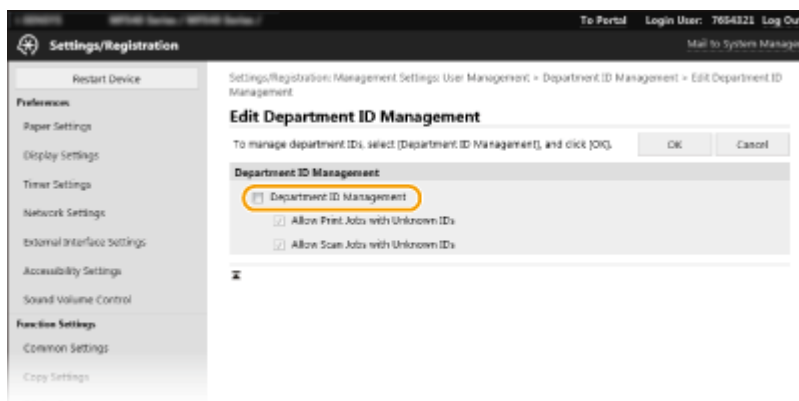 To Portal Login User: 7654321 Log Ou
Settings/Registration
Mail to System Manage
Restart Device
Preferences
Paper Settings
Display Settings
Timer Settings
Network Settings
External Interface Settings
Accessibility Settings
Sound Volume Control
Function Settings
Common Settings
Copy Settings
Settings/Registration: Management Settings: User Management > Department ID Management > Edit Department ID
Management
Edit Department ID Management
To manage department IDs, select [Department ID Management], and click [OK].
OK
Cancel
Department ID Management
Department ID Management
Allow Print Jobs with Unknown IDs
Allow Scan Jobs with Unknown IDs